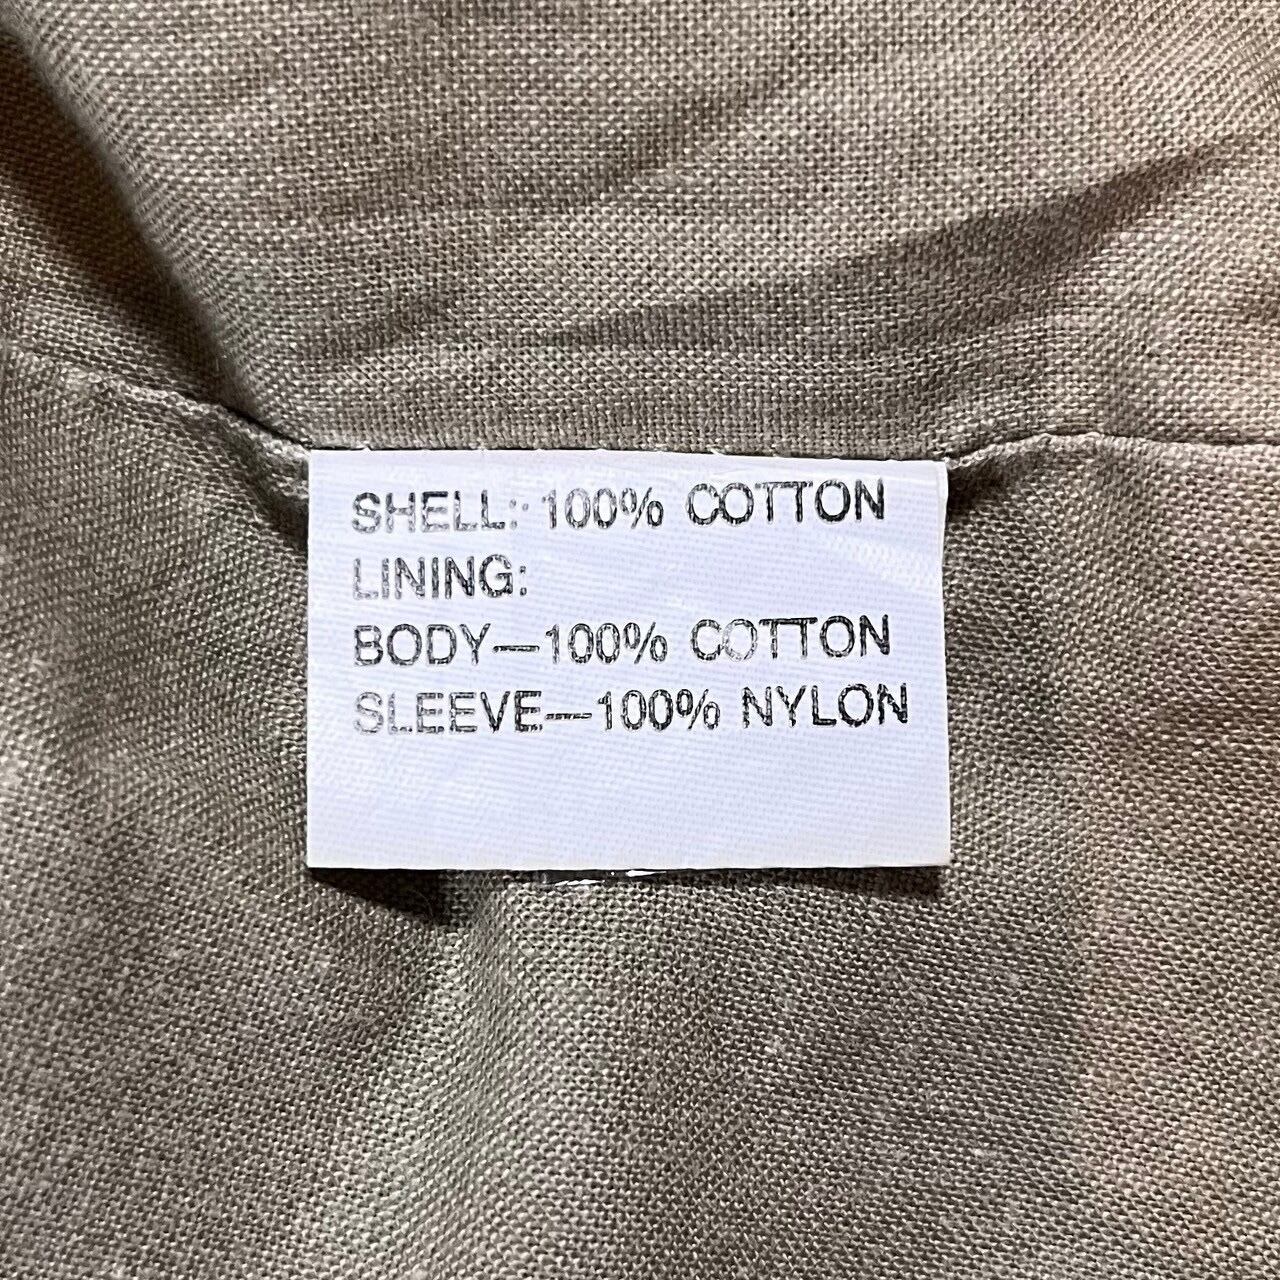 SHELL: 100% COTTON
LINING:
BODY—100% COTTON
SLEEVE—100% NYLON